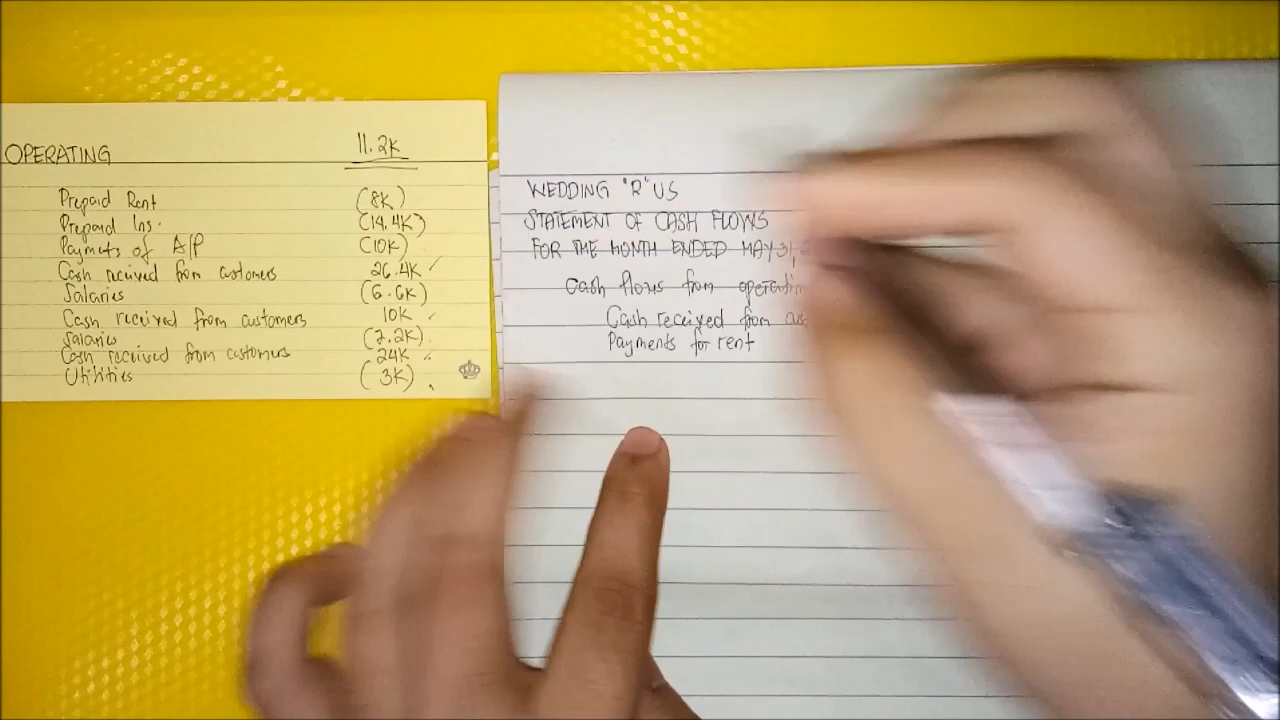 OPERATING 11.2K
Prepaid Rent (8K)
Prepaid Ins. (14.4K)
Paymets of A/P (10K)
Cash received from customers 26.4K ✓
Salaries (6.6K)
Cash received from customers 10K ✓
Salaries (7.2K)
Cash received from customers 24K ✓
Utilities (3K)
WEDDING "R" US
STATEMENT OF CASH FLOWS
FOR THE MONTH ENDED MAY 31,
Cash flows from
Cash received from
Payments for rent